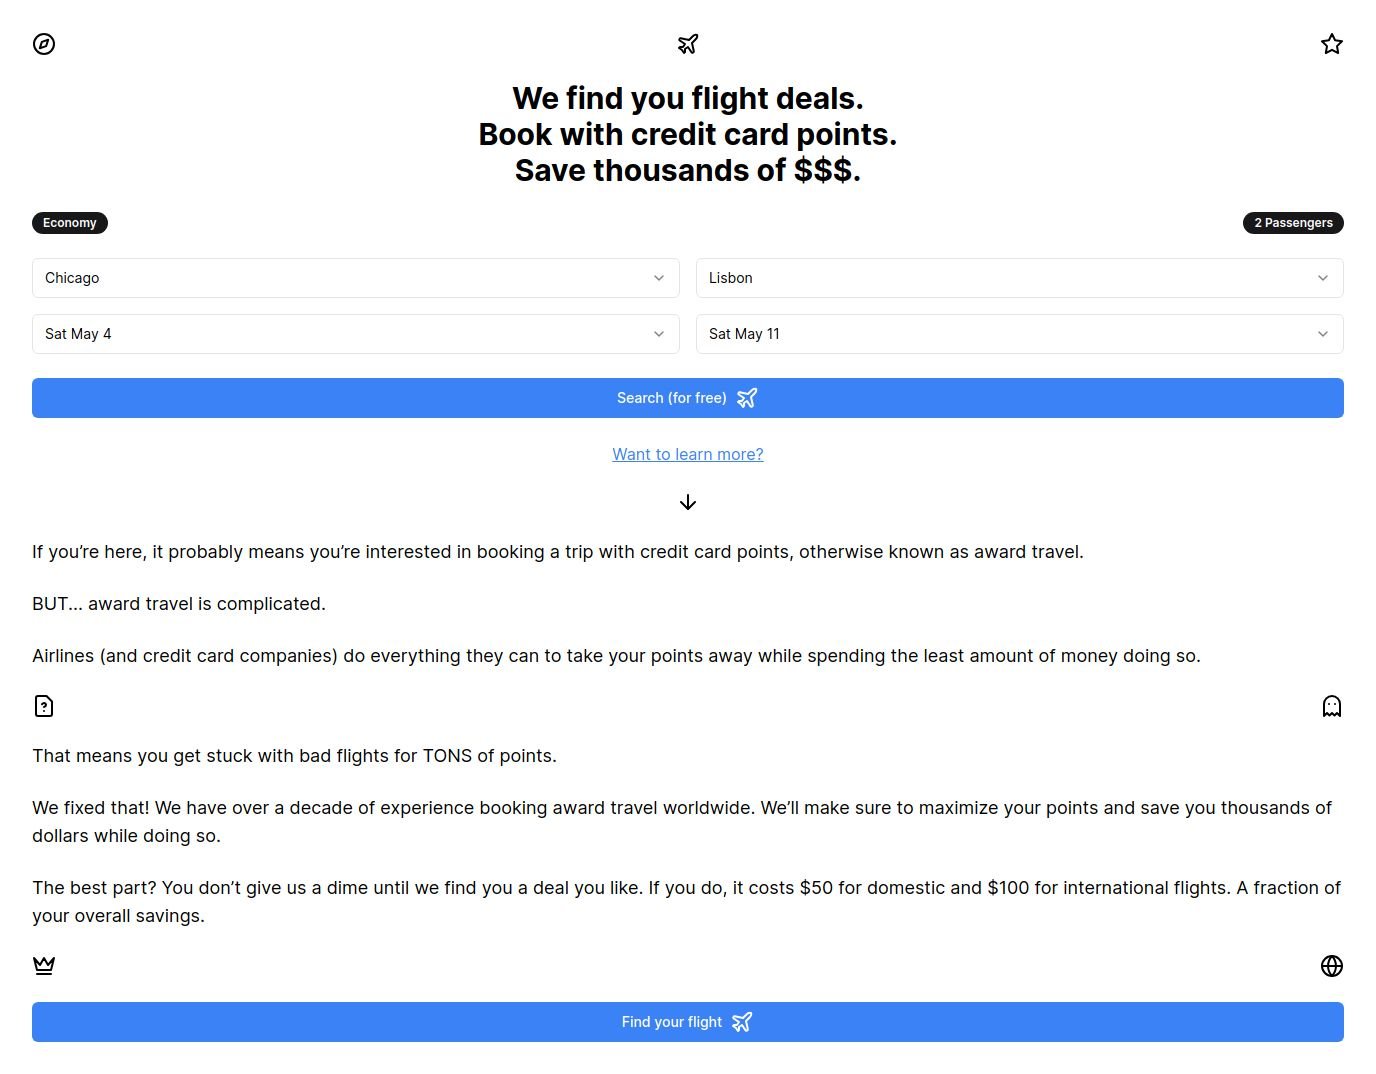 We find you flight deals.
Book with credit card points.
Save thousands of $$$.
Economy
2 Passengers
Chicago
Lisbon
Sat May 4
Sat May 11
Search (for free)
Want to learn more?
If you’re here, it probably means you’re interested in booking a trip with credit card points, otherwise known as award travel.
BUT... award travel is complicated.
Airlines (and credit card companies) do everything they can to take your points away while spending the least amount of money doing so.
?
That means you get stuck with bad flights for TONS of points.
We fixed that! We have over a decade of experience booking award travel worldwide. We’ll make sure to maximize your points and save you thousands of
dollars while doing so.
The best part? You don’t give us a dime until we find you a deal you like. If you do, it costs $50 for domestic and $100 for international flights. A fraction of
your overall savings.
Find your flight